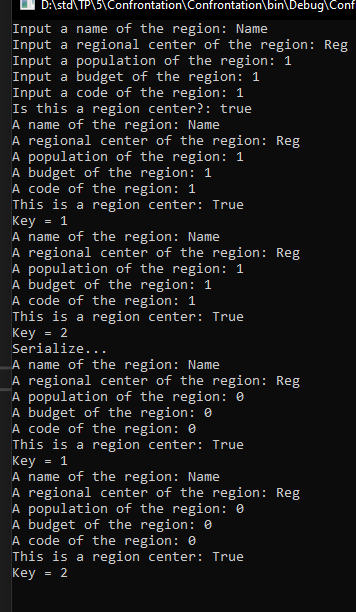 D:\std\TP\5\Confrontation\Confrontation\bin\Debug\Conf
Input a name of the region: Name
Input a regional center of the region: Reg
Input a population of the region: 1
Input a budget of the region: 1
Input a code of the region: 1
Is this a region center?: true
A name of the region: Name
A regional center of the region: Reg
A population of the region: 1
A budget of the region: 1
A code of the region: 1
This is a region center: True
Key = 1
A name of the region: Name
A regional center of the region: Reg
A population of the region: 1
A budget of the region: 1
A code of the region: 1
This is a region center: True
Key = 2
Serialize...
A name of the region: Name
A regional center of the region: Reg
A population of the region: 0
A budget of the region: 0
A code of the region: 0
This is a region center: True
Key = 1
A name of the region: Name
A regional center of the region: Reg
A population of the region: 0
A budget of the region: 0
A code of the region: 0
This is a region center: True
Key = 2